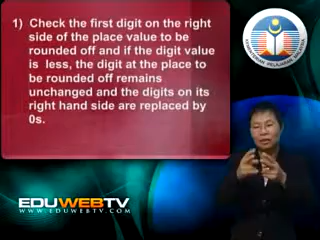 1) Check the first digit on the right
side of the place value to be
rounded off and if the digit value
is less, the digit at the place to
be rounded off remains
unchanged and the digits on its
right hand side are replaced by
0s.
EDUWEBTV
WWW.EDUWEBTV.COM